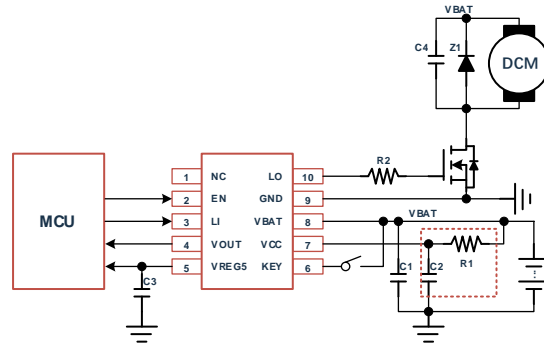 VBAT
C4
Z1
DCM
R2
MCU
1 NC LO 10
2 EN GND 9
3 LI VBAT 8
4 VOUT VCC 7
5 VREG5 KEY 6
VBAT
C3
C1
C2
R1